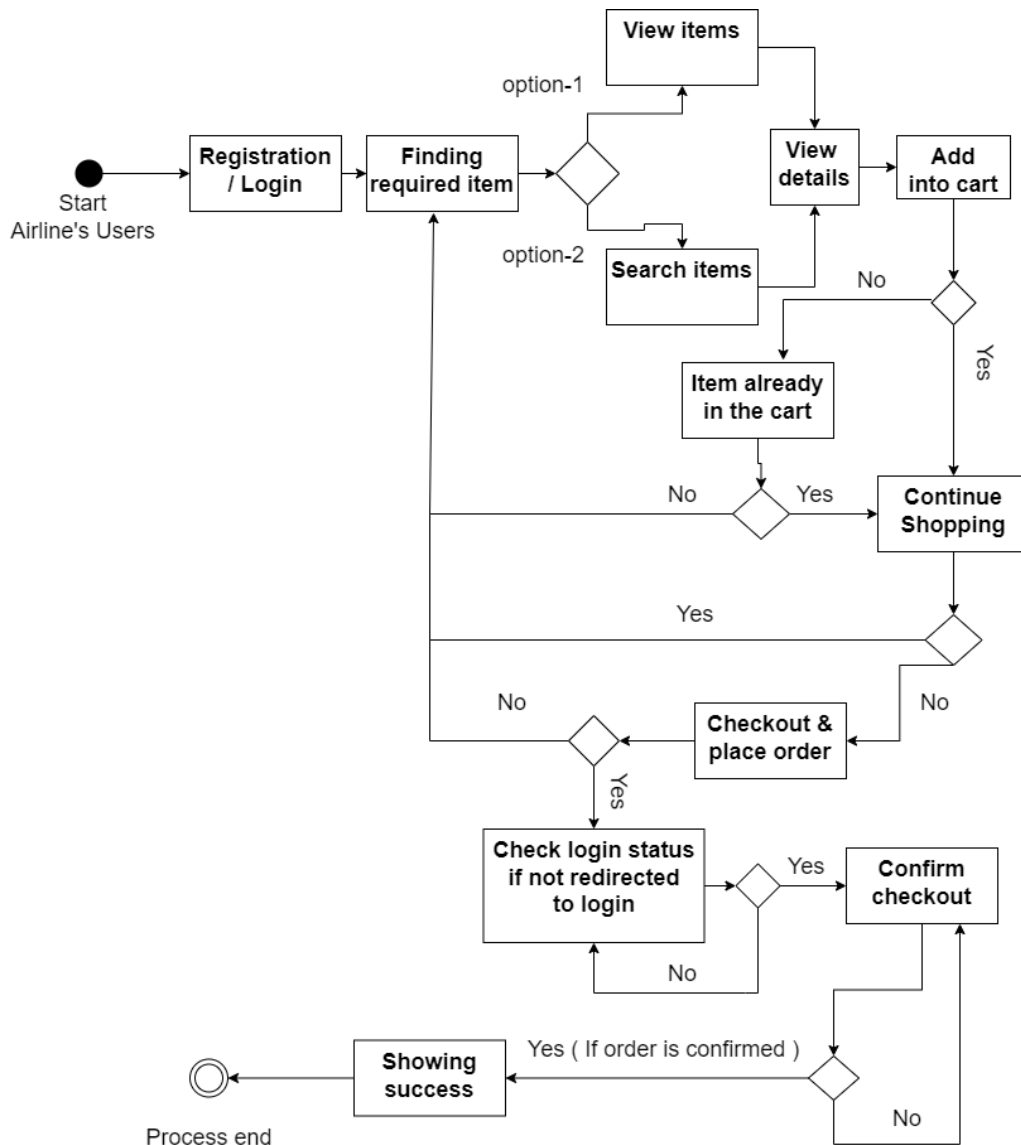 View items
option-1
Registration
/ Login
Finding
required item
View
details
Add
into cart
Start
Airline's Users
option-2
Search items
No
Yes
Item already
in the cart
No
Yes
Continue
Shopping
Yes
No
Checkout &
place order
No
Yes
Check login status
if not redirected
to login
Yes
Confirm
checkout
No
Yes ( If order is confirmed )
Showing
success
No
Process end